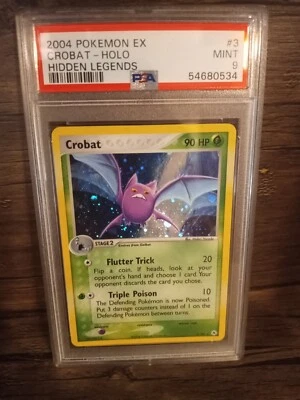 2004 POKEMON EX #3
CROBAT - HOLO MINT
HIDDEN LEGENDS PSA 9
54680534
Crobat 90 HP
STAGE 2 Evolves from Golbat
Flutter Trick 20
Flip a coin. If heads, look at your
opponent's hand and choose 1 card. Your
opponent discards the card you chose.
Triple Poison 10
The Defending Pokémon is now Poisoned.
Put 3 damage counters instead of 1 on the
Defending Pokémon between turns.